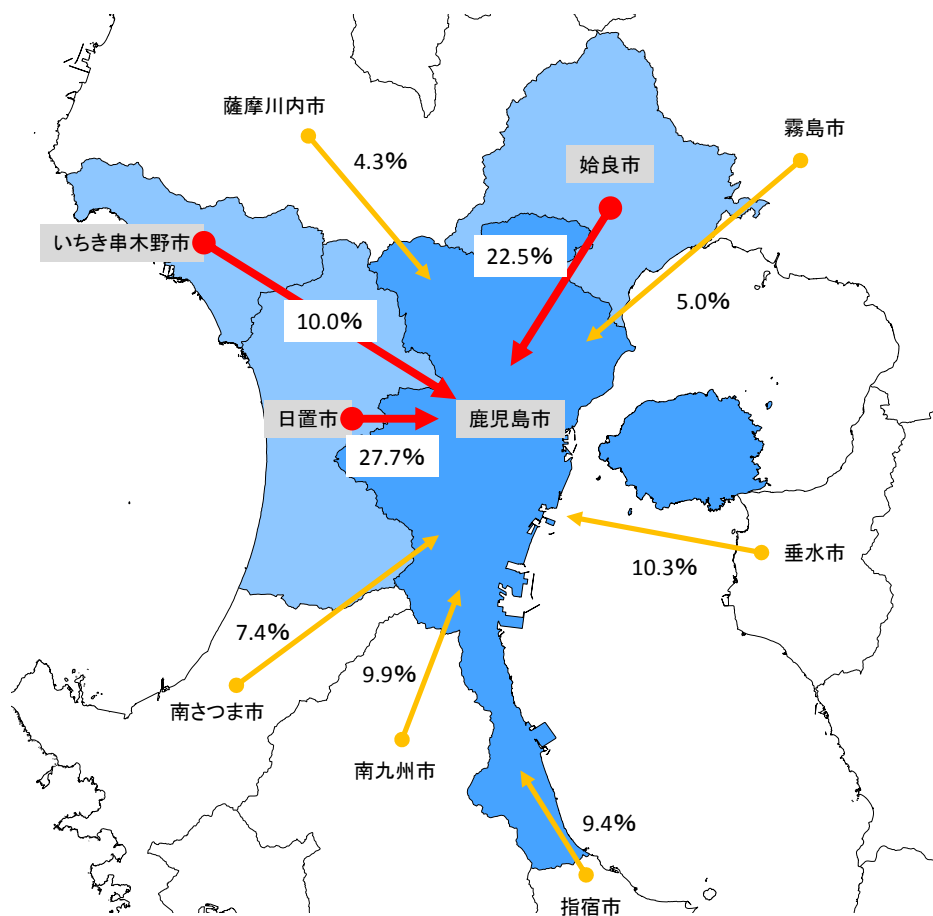 薩摩川内市
4.3%
霧島市
姶良市
いちき串木野市
22.5%
5.0%
10.0%
日置市
鹿児島市
27.7%
垂水市
10.3%
7.4%
9.9%
南さつま市
南九州市
9.4%
指宿市